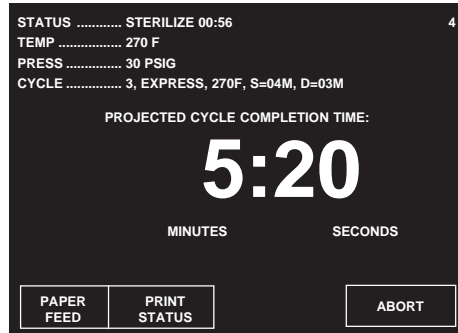 STATUS ............ STERILIZE 00:56 4
TEMP ................. 270 F
PRESS ............... 30 PSIG
CYCLE ............... 3, EXPRESS, 270F, S=04M, D=03M
PROJECTED CYCLE COMPLETION TIME:
5:20
MINUTES SECONDS
PAPER FEED
PRINT STATUS
ABORT